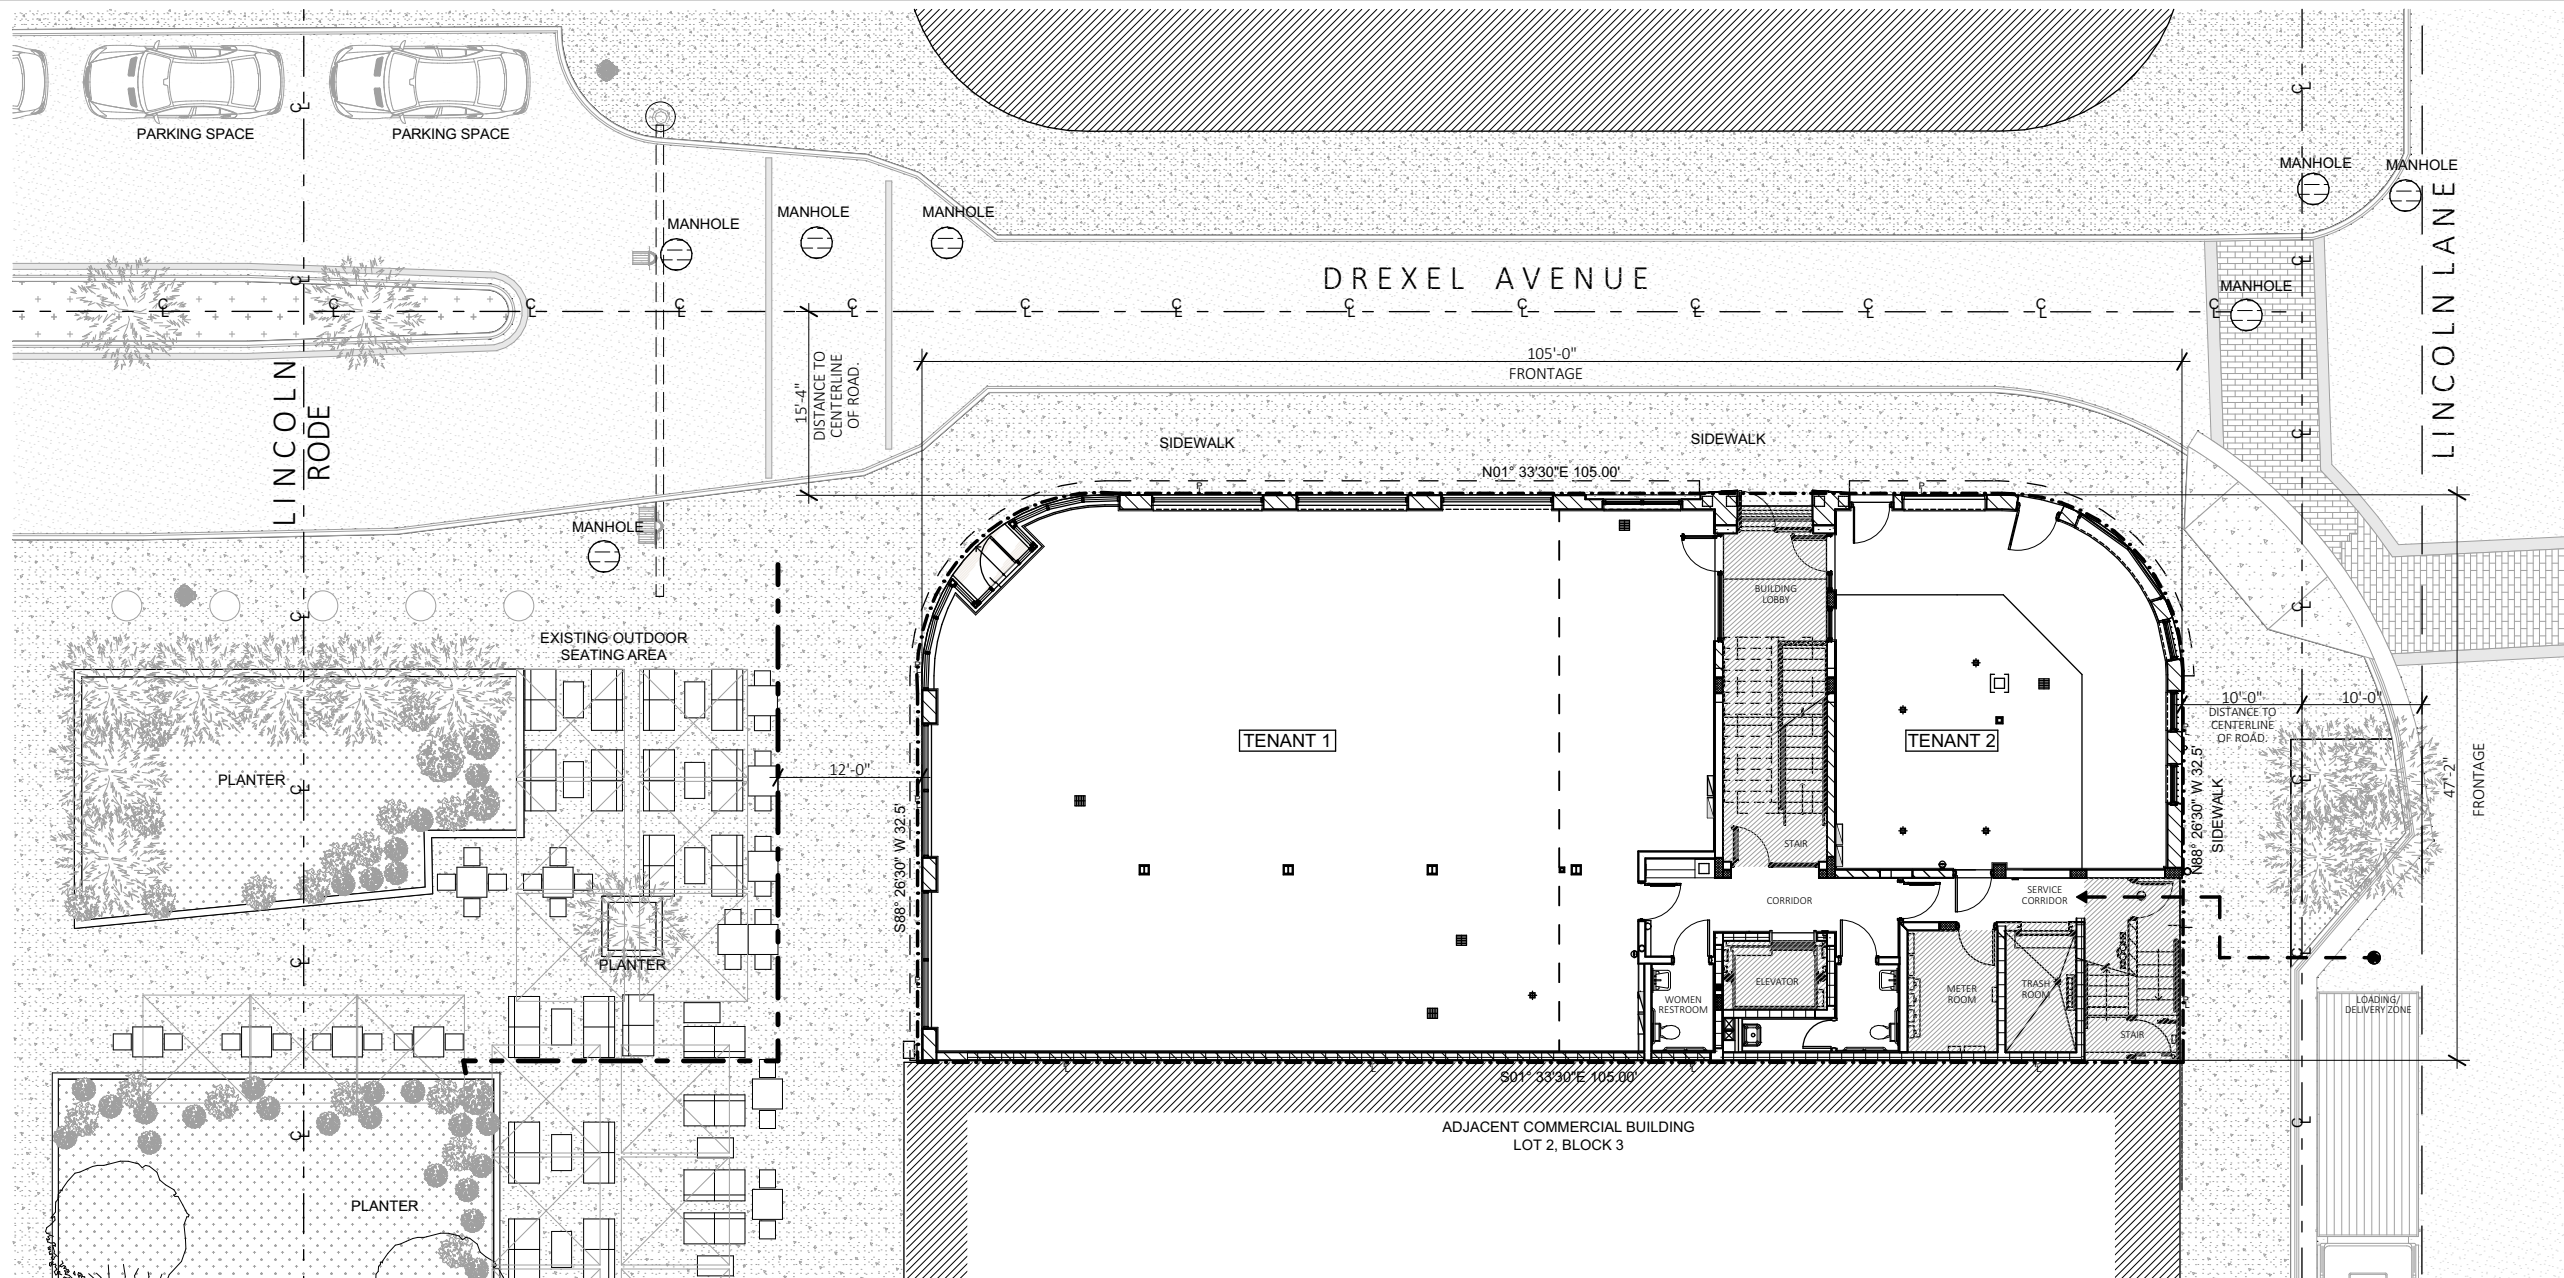 PARKING SPACE
PARKING SPACE
MANHOLE
MANHOLE
MANHOLE
MANHOLE
MANHOLE
MANHOLE
MANHOLE
DREXEL AVENUE
LINCOLN LANE
LINCOLN
RODE
15'-4"
DISTANCE TO
CENTERLINE
OF ROAD.
105'-0"
FRONTAGE
SIDEWALK
SIDEWALK
N01° 33'30"E 105.00'
EXISTING OUTDOOR
SEATING AREA
BUILDING
LOBBY
TENANT 1
TENANT 2
12'-0"
10'-0"
DISTANCE TO
CENTERLINE
OF ROAD.
10'-0"
PLANTER
S88° 26'30" W 32.5'
N88° 26'30" W 32.5'
SIDEWALK
47'-2"
FRONTAGE
STAIR
CORRIDOR
SERVICE
CORRIDOR
PLANTER
ELEVATOR
WOMEN
RESTROOM
METER
ROOM
TRASH
ROOM
STAIR
LOADING/
DELIVERY ZONE
S01° 33'30"E 105.00'
ADJACENT COMMERCIAL BUILDING
LOT 2, BLOCK 3
PLANTER